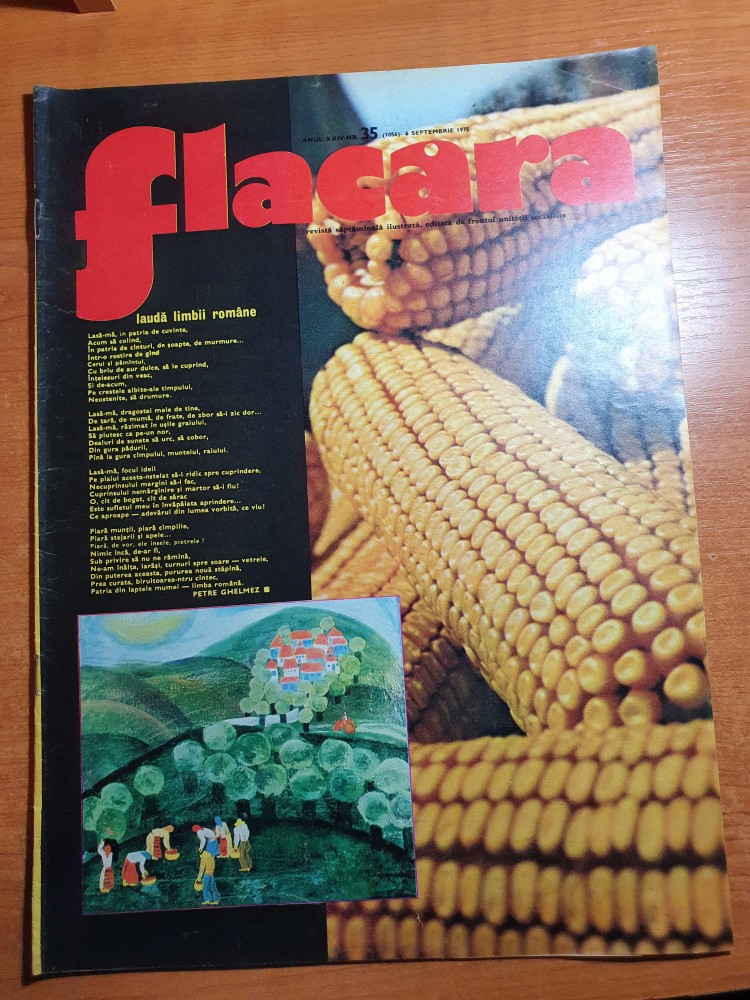 ANUL XXIV-NR. 35 (1056)- 6 SEPTEMBRIE 1975
flacara
revistă săptămînală ilustrată, editată de frontul unității socialiste
laudă limbii române
Lasă-mă, în patria de cuvinte,
Acum să colind,
În patria de cînturi, de șoapte, de murmure...
Într-o rostire de gînd
Cerul și pămîntul,
Cu briu de aur dulce, să le cuprind,
Înțelesuri din veac,
Și de-acum,
Pe crestele albite-ale timpului,
Neostenite, să drumure.
Lasă-mă, dragostei mele de tine,
De țară, de mumă, de frate, de zbor să-i zic dor...
Lasă-mă, răzimat în ușile graiului,
Să plutesc ca pe-un nor,
Dealuri de sunete să urc, să cobor,
Din gura pădurii,
Pînă la gura cîmpului, muntelui, raiului.
Lasă-mă, focul ideii
Pe plaiul acesta-nstelat să-l ridic spre cuprindere,
Necuprinsului margini să-i fac,
Cuprinsului nemărginire și martor să-i fiu!
O, cît de bogat, cît de sărac
Este sufletul meu în învăpăiata aprindere...
Ce aproape — adevărul din lumea vorbită, ce viu!
Piară munții, piară cîmpiile,
Piară stejarii și apele...
Piară, de vor, ele însele, pietrele!
Nimic încă, de-ar fi,
Sub privire să nu ne rămînă,
Ne-am înălța, iarăși, turnuri spre soare — vetrele,
Din puterea aceasta, pururea nouă stăpînă,
Prea curata, biruitoarea-ntru cîntec,
Patria din laptele mumei — limba română.
PETRE GHELMEZ